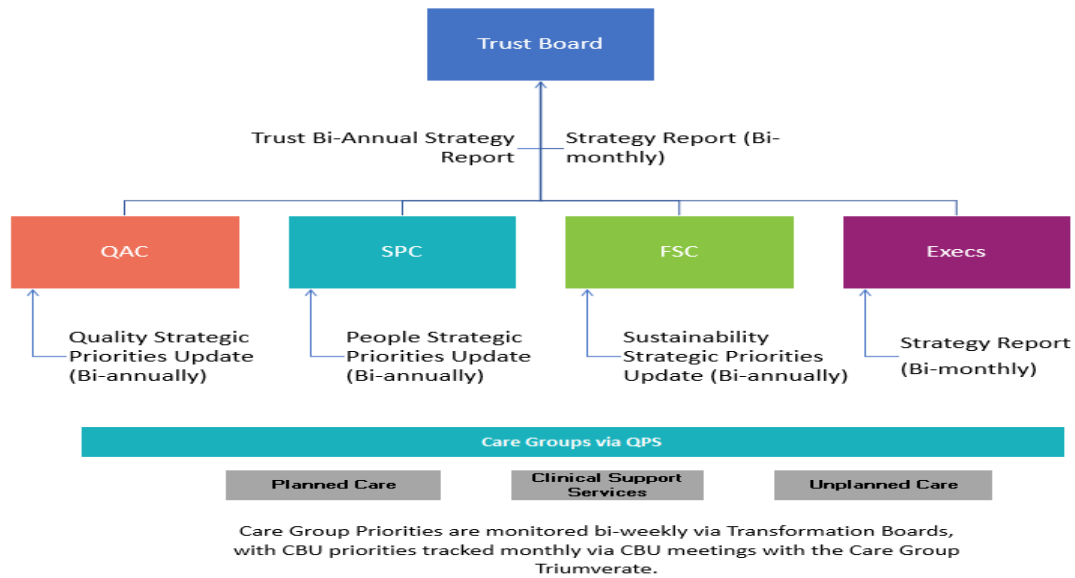 Trust Board
Trust Bi-Annual Strategy
Report
Strategy Report (Bi-
monthly)
QAC
SPC
FSC
Execs
Quality Strategic
Priorities Update
(Bi-annually)
People Strategic
Priorities Update
(Bi-annually)
Sustainability
Strategic Priorities
Update (Bi-annually)
Strategy Report
(Bi-monthly)
Care Groups via QPS
Planned Care
Clinical Support
Services
Unplanned Care
Care Group Priorities are monitored bi-weekly via Transformation Boards,
with CBU priorities tracked monthly via CBU meetings with the Care Group
Triumverate.